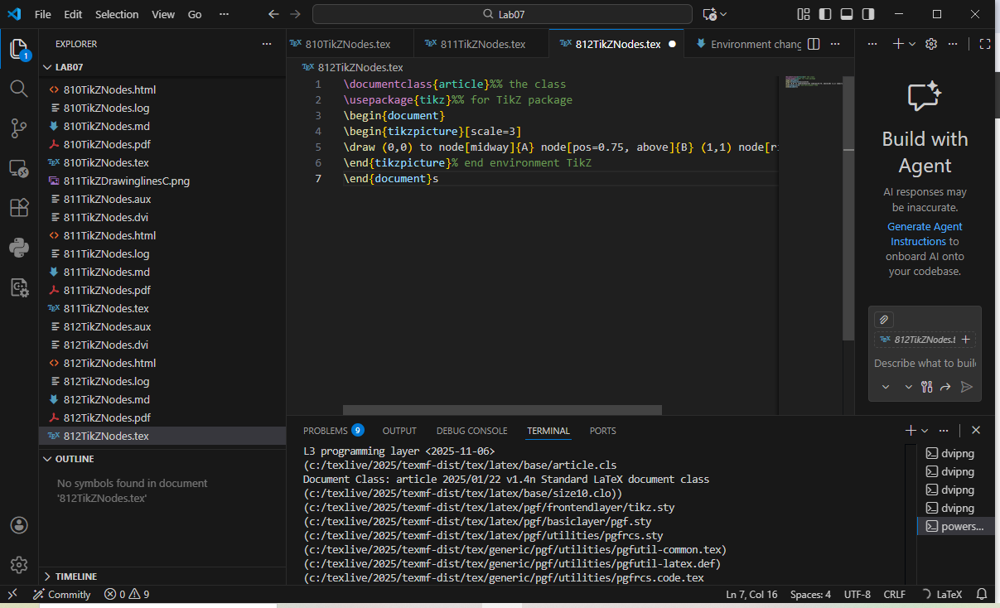 File Edit Selection View Go ··· Lab07
EXPLORER ···
LAB07
810TikZNodes.html
810TikZNodes.log
810TikZNodes.md
810TikZNodes.pdf
810TikZNodes.tex
811TikZDrawinglinesC.png
811TikZNodes.aux
811TikZNodes.dvi
811TikZNodes.html
811TikZNodes.log
811TikZNodes.md
811TikZNodes.pdf
811TikZNodes.tex
812TikZNodes.aux
812TikZNodes.dvi
812TikZNodes.html
812TikZNodes.log
812TikZNodes.md
812TikZNodes.pdf
812TikZNodes.tex
OUTLINE
No symbols found in document
'812TikZNodes.tex'
TIMELINE
810TikZNodes.tex 811TikZNodes.tex 812TikZNodes.tex Environment chang
812TikZNodes.tex
1 \documentclass{article}%% the class
2 \usepackage{tikz}%% for TikZ package
3 \begin{document}
4 \begin{tikzpicture}[scale=3]
5 \draw (0,0) to node[midway]{A} node[pos=0.75, above]{B} (1,1) node[ri
6 \end{tikzpicture}% end environment TikZ
7 \end{document}s
Build with
Agent
AI responses may
be inaccurate.
Generate Agent
Instructions to
onboard AI onto
your codebase.
812TikZNodes.t
Describe what to buil
PROBLEMS 9 OUTPUT DEBUG CONSOLE TERMINAL PORTS
L3 programming layer <2025-11-06>
(c:/texlive/2025/texmf-dist/tex/latex/base/article.cls
Document Class: article 2025/01/22 v1.4n Standard LaTeX document class
(c:/texlive/2025/texmf-dist/tex/latex/base/size10.clo))
(c:/texlive/2025/texmf-dist/tex/latex/pgf/frontendlayer/tikz.sty
(c:/texlive/2025/texmf-dist/tex/latex/pgf/basiclayer/pgf.sty
(c:/texlive/2025/texmf-dist/tex/latex/pgf/utilities/pgfrcs.sty
(c:/texlive/2025/texmf-dist/tex/generic/pgf/utilities/pgfutil-common.tex)
(c:/texlive/2025/texmf-dist/tex/generic/pgf/utilities/pgfutil-latex.def)
(c:/texlive/2025/texmf-dist/tex/generic/pgf/utilities/pgfrcs.code.tex
dvipng
dvipng
dvipng
dvipng
powers...
Commitly 0 9 Ln 7, Col 16 Spaces: 4 UTF-8 CRLF LaTeX